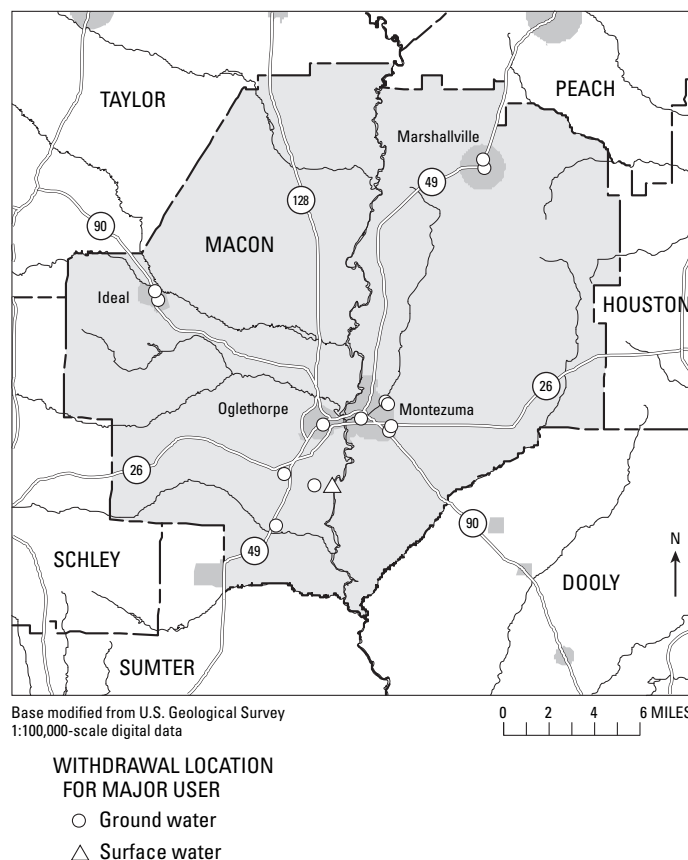 TAYLOR
PEACH
Marshallville
49
128
90
MACON
Ideal
HOUSTON
26
Oglethorpe
Montezuma
26
90
49
N
SCHLEY
DOOLY
SUMTER
Base modified from U.S. Geological Survey
1:100,000-scale digital data
0 2 4 6 MILES
WITHDRAWAL LOCATION
FOR MAJOR USER
Ground water
Surface water